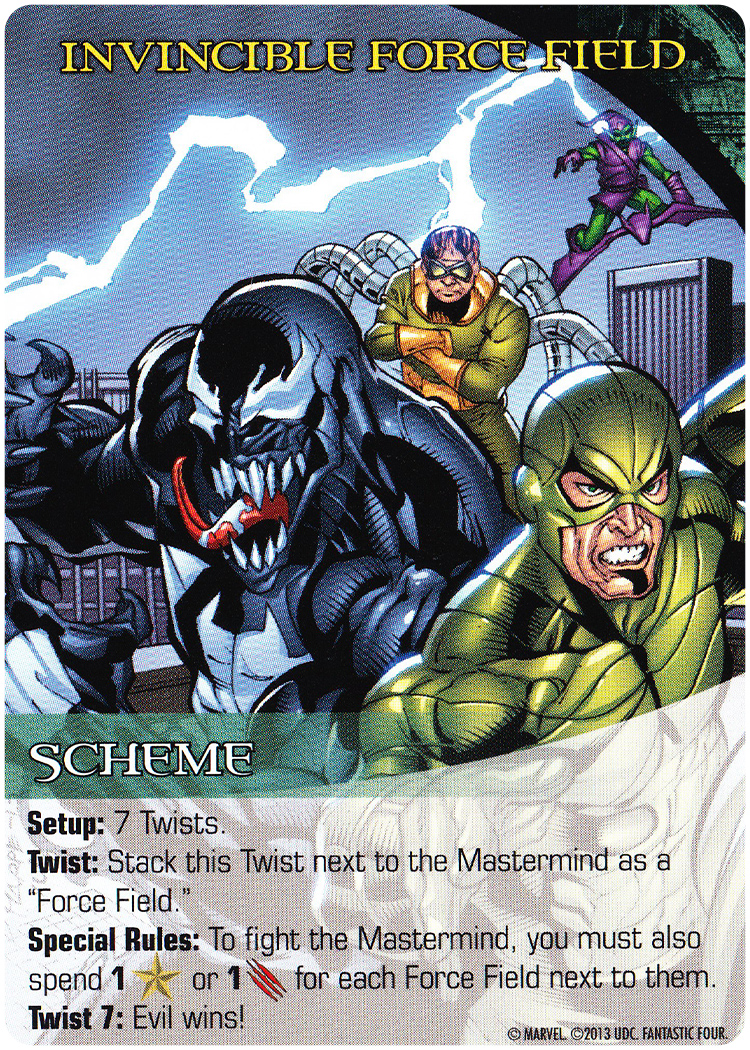 INVINCIBLE FORCE FIELD
SCHEME
Setup: 7 Twists.
Twist: Stack this Twist next to the Mastermind as a
“Force Field.”
Special Rules: To fight the Mastermind, you must also
spend 1 or 1 for each Force Field next to them.
Twist 7: Evil wins!
© MARVEL. ©2013 UDC. FANTASTIC FOUR.